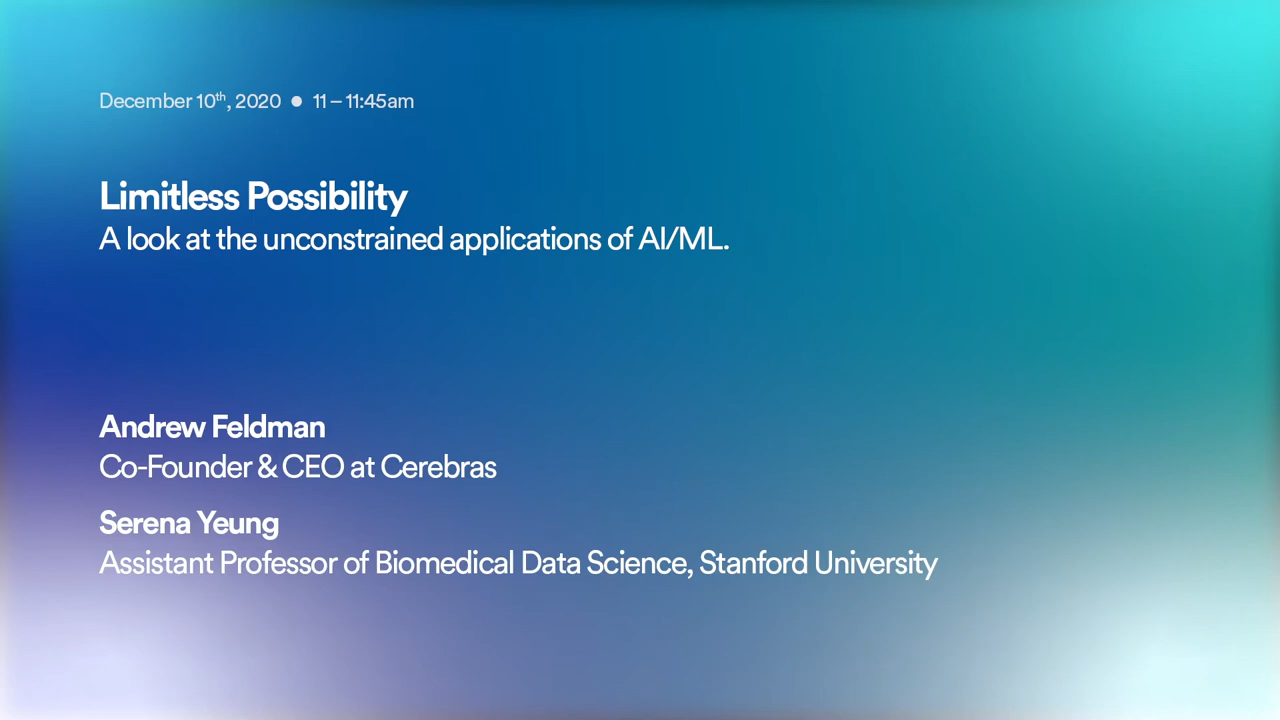 December 10th, 2020 ● 11 – 11:45am
Limitless Possibility
A look at the unconstrained applications of AI/ML.
Andrew Feldman
Co-Founder & CEO at Cerebras
Serena Yeung
Assistant Professor of Biomedical Data Science, Stanford University